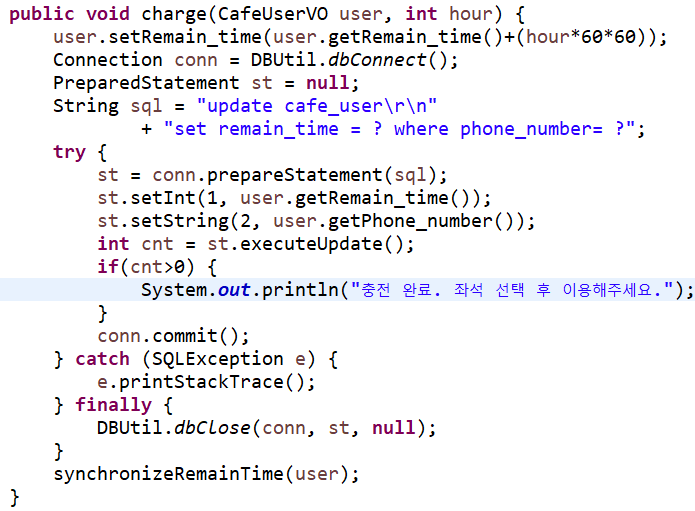 public void charge(CafeUserVO user, int hour) {
    user.setRemain_time(user.getRemain_time()+(hour*60*60));
    Connection conn = DBUtil.dbConnect();
    PreparedStatement st = null;
    String sql = "update cafe_user\r\n"
            + "set remain_time = ? where phone_number= ?";
    try {
        st = conn.prepareStatement(sql);
        st.setInt(1, user.getRemain_time());
        st.setString(2, user.getPhone_number());
        int cnt = st.executeUpdate();
        if(cnt>0) {
            System.out.println("충전 완료. 좌석 선택 후 이용해주세요.");
        }
        conn.commit();
    } catch (SQLException e) {
        e.printStackTrace();
    } finally {
        DBUtil.dbClose(conn, st, null);
    }
    synchronizeRemainTime(user);
}